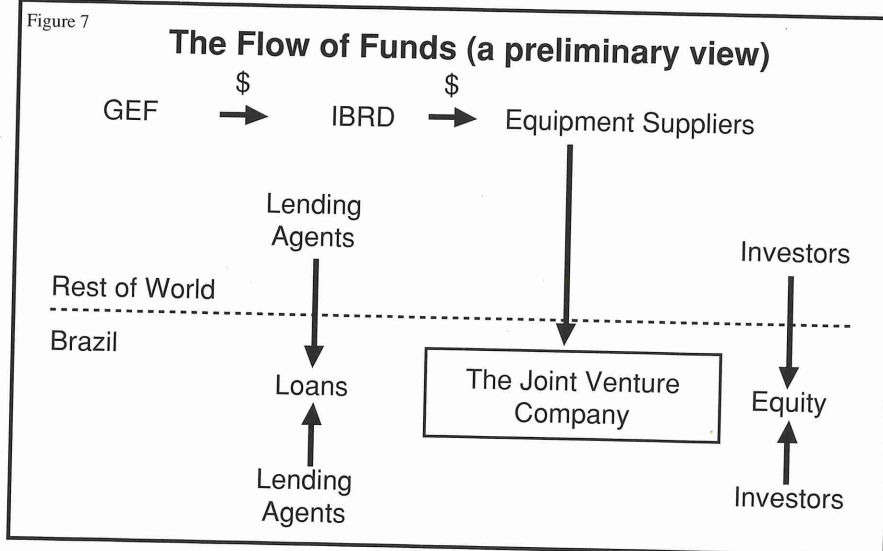 Figure 7
The Flow of Funds (a preliminary view)
$ $
GEF IBRD Equipment Suppliers
Lending
Agents
Investors
Rest of World
Brazil
Loans
The Joint Venture
Company
Equity
Lending
Agents
Investors